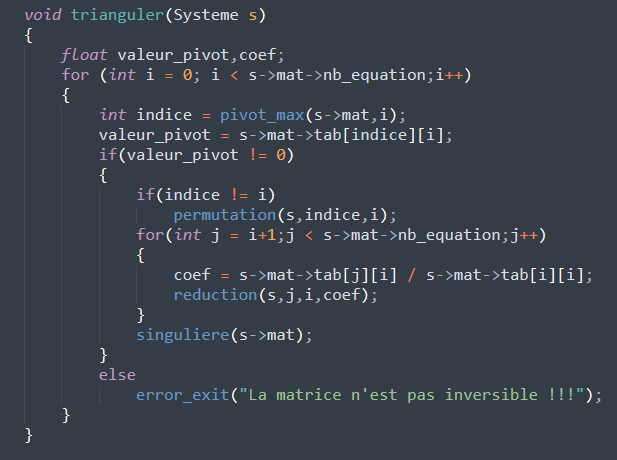 void trianguler(Systeme s)
{
    float valeur_pivot,coef;
    for (int i = 0; i < s->mat->nb_equation;i++)
    {
        int indice = pivot_max(s->mat,i);
        valeur_pivot = s->mat->tab[indice][i];
        if(valeur_pivot != 0)
        {
            if(indice != i)
                permutation(s,indice,i);
            for(int j = i+1;j < s->mat->nb_equation;j++)
            {
                coef = s->mat->tab[j][i] / s->mat->tab[i][i];
                reduction(s,j,i,coef);
            }
            singuliere(s->mat);
        }
        else
            error_exit("La matrice n'est pas inversible !!!");
    }
}